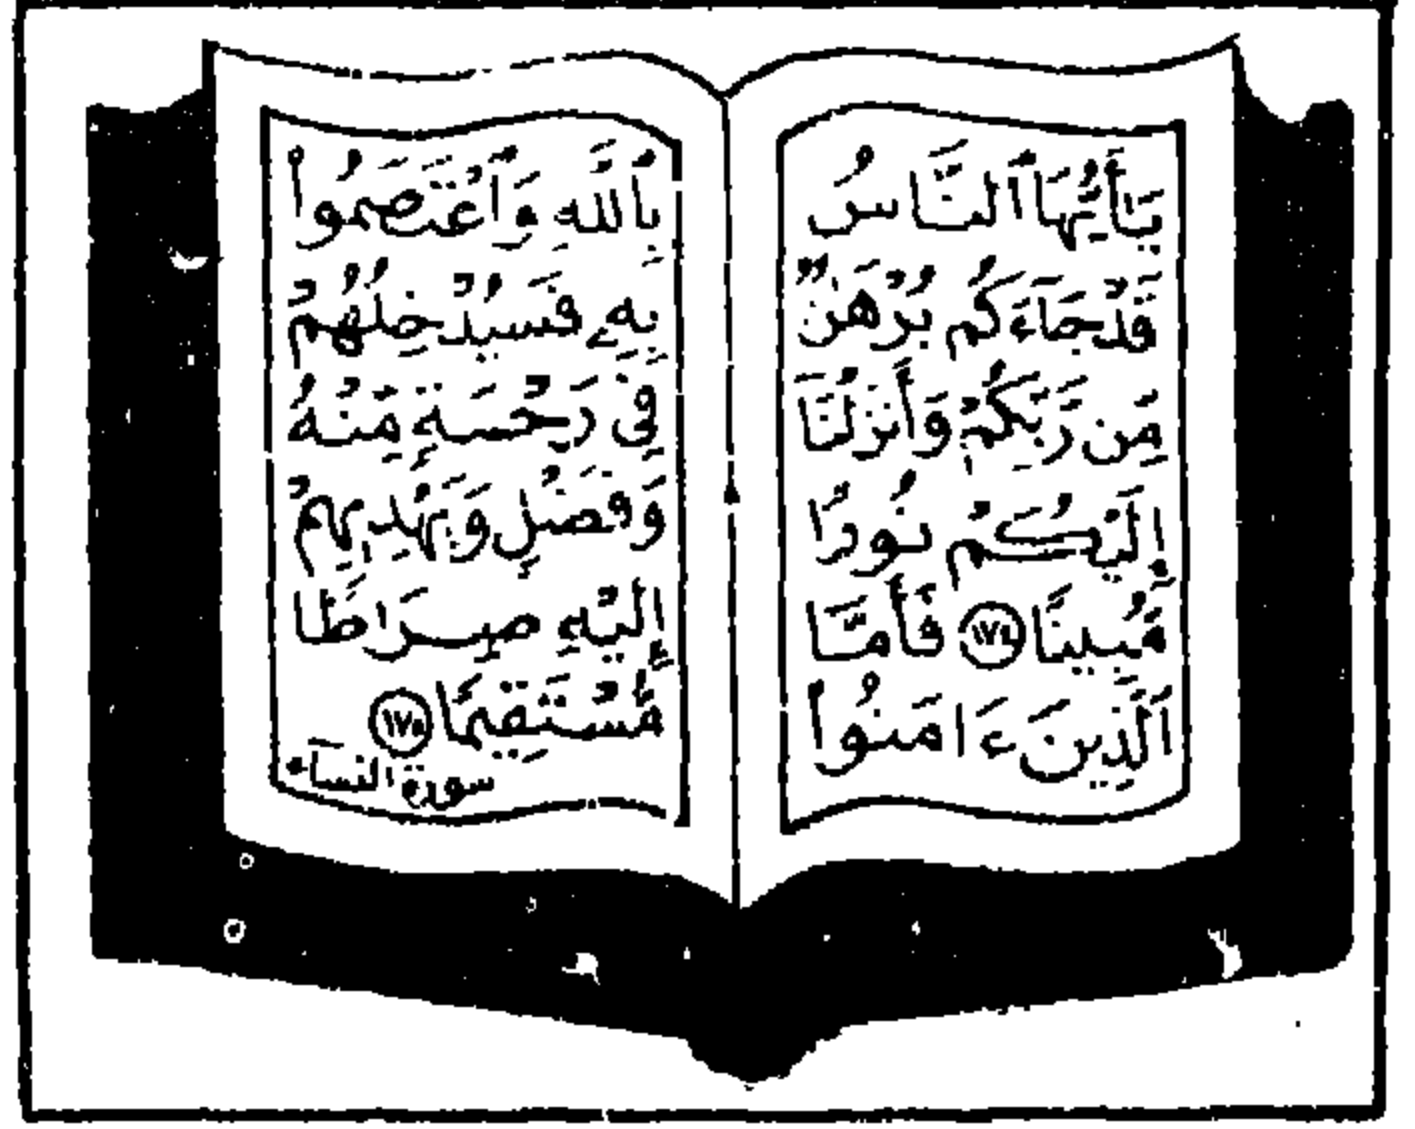 يَـٰٓأَيُّهَا ٱلنَّاسُ
قَدْ جَآءَكُم بُرْهَـٰنٌ
مِّن رَّبِّكُمْ وَأَنزَلْنَآ
إِلَيْكُمْ نُورًا
مُّبِينًا ١٧٤ فَأَمَّا
ٱلَّذِينَ ءَامَنُوا۟
بِٱللَّهِ وَٱعْتَصَمُوا۟
بِهِۦ فَسَيُدْخِلُهُمْ
فِى رَحْمَةٍ مِّنْهُ
وَفَضْلٍ وَيَهْدِيهِمْ
إِلَيْهِ صِرَٰطًا
مُّسْتَقِيمًا ١٧٥
سورة النساء